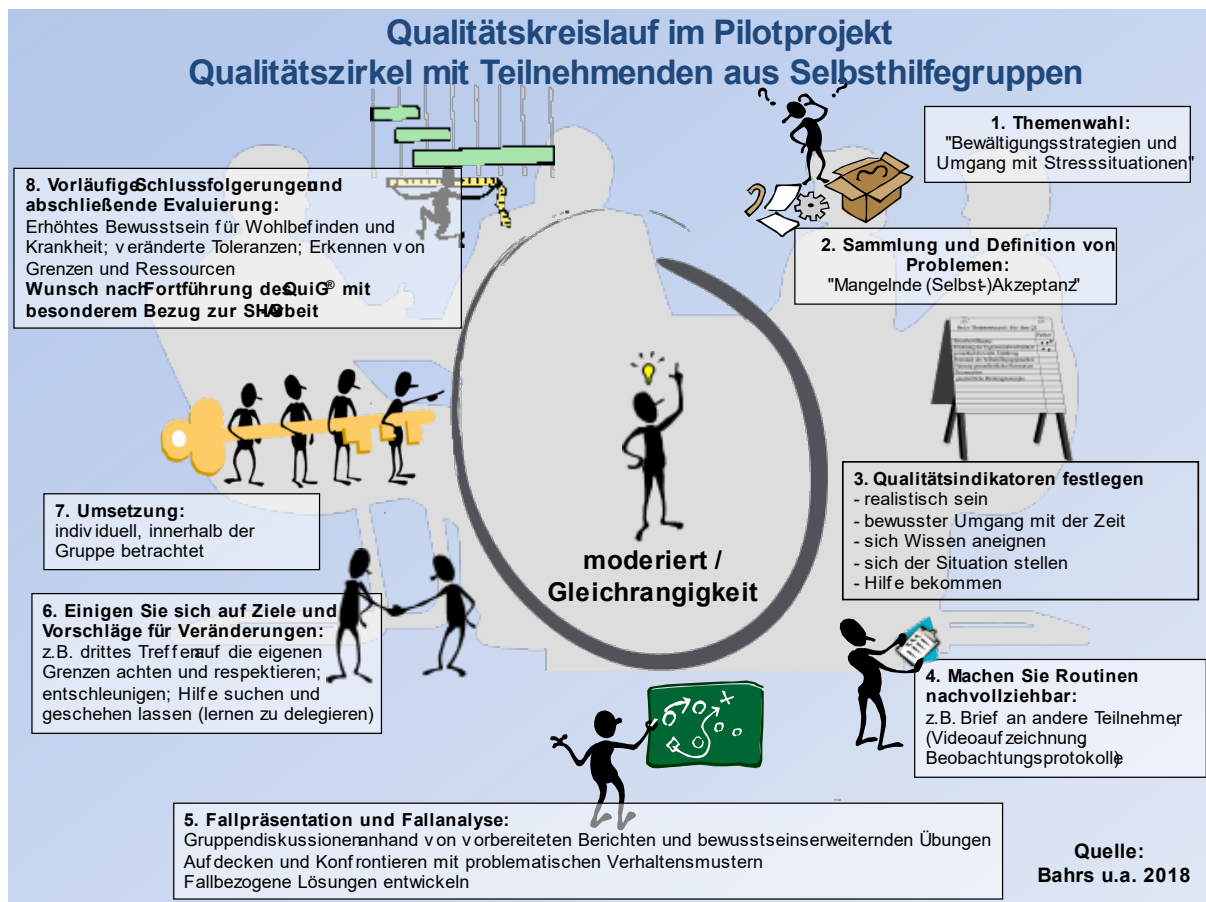 Qualitätskreislauf im Pilotprojekt
Qualitätszirkel mit Teilnehmenden aus Selbsthilfegruppen
1. Themenwahl:
"Bewältigungsstrategien und
Umgang mit Stresssituationen"
2. Sammlung und Definition von
Problemen:
"Mangelnde (Selbst-)Akzeptanz"
3. Qualitätsindikatoren festlegen
- realistisch sein
- bewusster Umgang mit der Zeit
- sich Wissen aneignen
- sich der Situation stellen
- Hilfe bekommen
4. Machen Sie Routinen
nachvollziehbar:
z.B. Brief an andere Teilnehmer,
(Videoaufzeichnung
Beobachtungsprotokolle)
5. Fallpräsentation und Fallanalyse:
Gruppendiskussionen anhand von vorbereiteten Berichten und bewusstseinserweiternden Übungen
Aufdecken und Konfrontieren mit problematischen Verhaltensmustern
Fallbezogene Lösungen entwickeln
6. Einigen Sie sich auf Ziele und
Vorschläge für Veränderungen:
z.B. drittes Treffen auf die eigenen
Grenzen achten und respektieren;
entschleunigen; Hilfe suchen und
geschehen lassen (lernen zu delegieren)
7. Umsetzung:
individuell, innerhalb der
Gruppe betrachtet
8. Vorläufige Schlussfolgerungen und
abschließende Evaluierung:
Erhöhtes Bewusstsein für Wohlbefinden und
Krankheit; veränderte Toleranzen; Erkennen von
Grenzen und Ressourcen
Wunsch nach Fortführung des QuiG® mit
besonderem Bezug zur SHG-Arbeit
moderiert /
Gleichrangigkeit
Quelle:
Bahrs u.a. 2018